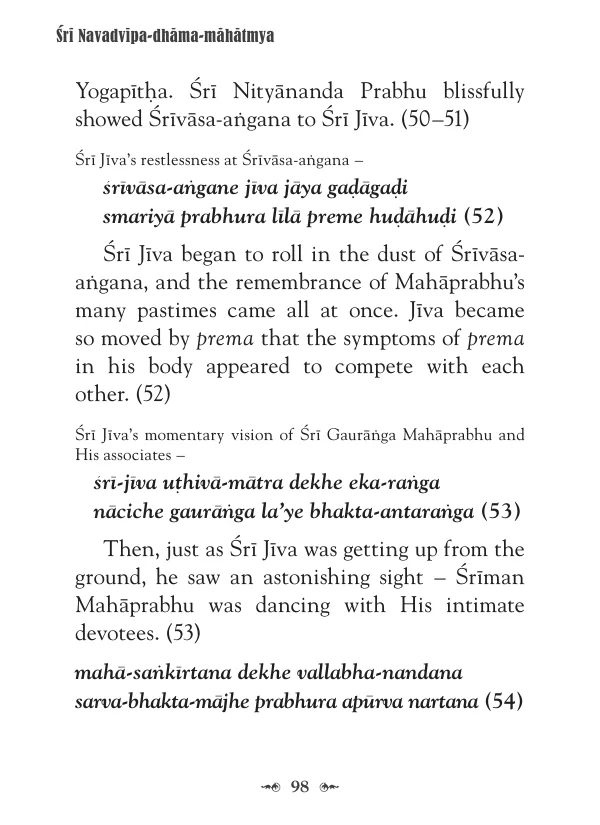 Śrī Navadvīpa-dhāma-māhātmya
Yogapīṭha. Śrī Nityānanda Prabhu blissfully
showed Śrīvāsa-aṅgana to Śrī Jīva. (50–51)
Śrī Jīva’s restlessness at Śrīvāsa-aṅgana –
śrīvāsa-aṅgane jīva jāya gaḍāgaḍi
smariyā prabhura līlā preme huḍāhuḍi (52)
Śrī Jīva began to roll in the dust of Śrīvāsa-
aṅgana, and the remembrance of Mahāprabhu’s
many pastimes came all at once. Jīva became
so moved by prema that the symptoms of prema
in his body appeared to compete with each
other. (52)
Śrī Jīva’s momentary vision of Śrī Gaurāṅga Mahāprabhu and
His associates –
śrī-jīva uṭhivā-mātra dekhe eka-raṅga
nāciche gaurāṅga la’ye bhakta-antaraṅga (53)
Then, just as Śrī Jīva was getting up from the
ground, he saw an astonishing sight – Śrīman
Mahāprabhu was dancing with His intimate
devotees. (53)
mahā-saṅkīrtana dekhe vallabha-nandana
sarva-bhakta-mājhe prabhura apūrva nartana (54)
98